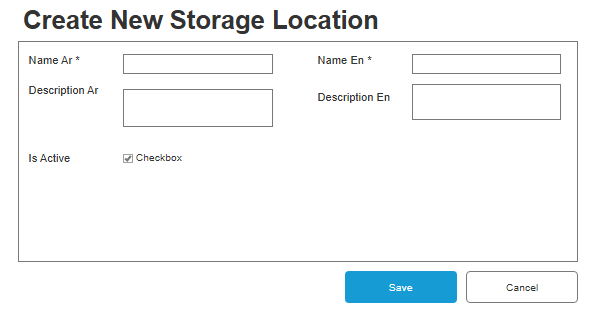 Create New Storage Location
Name Ar *
Name En *
Description Ar
Description En
Is Active
Checkbox
Save
Cancel